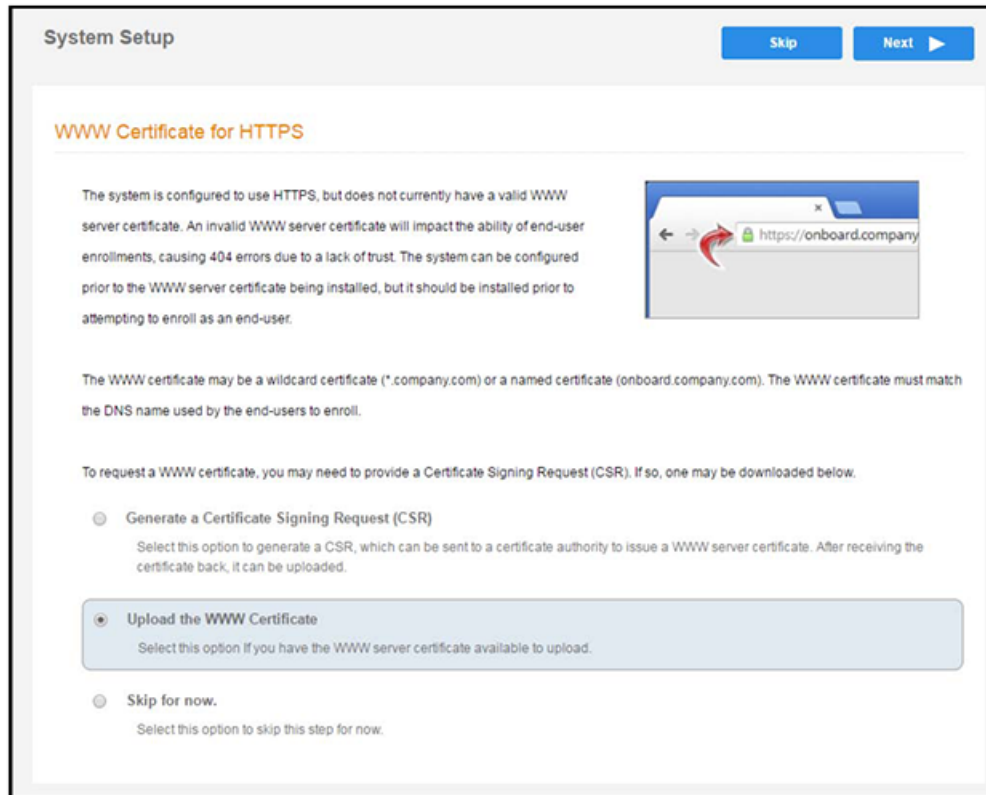 System Setup
Skip
Next
WWW Certificate for HTTPS
The system is configured to use HTTPS, but does not currently have a valid WWW
server certificate. An invalid WWW server certificate will impact the ability of end-user
enrollments, causing 404 errors due to a lack of trust. The system can be configured
prior to the WWW server certificate being installed, but it should be installed prior to
attempting to enroll as an end-user.
https://onboard.company
The WWW certificate may be a wildcard certificate (*.company.com) or a named certificate (onboard.company.com). The WWW certificate must match
the DNS name used by the end-users to enroll.
To request a WWW certificate, you may need to provide a Certificate Signing Request (CSR). If so, one may be downloaded below.
Generate a Certificate Signing Request (CSR)
Select this option to generate a CSR, which can be sent to a certificate authority to issue a WWW server certificate. After receiving the
certificate back, it can be uploaded.
Upload the WWW Certificate
Select this option If you have the WWW server certificate available to upload.
Skip for now.
Select this option to skip this step for now.